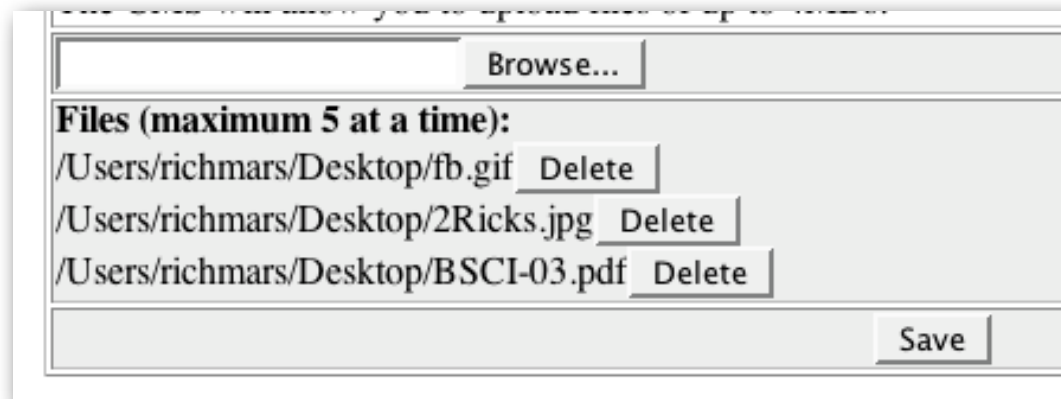 Browse...
Files (maximum 5 at a time):
/Users/richmars/Desktop/fb.gif Delete
/Users/richmars/Desktop/2Ricks.jpg Delete
/Users/richmars/Desktop/BSCI-03.pdf Delete
Save